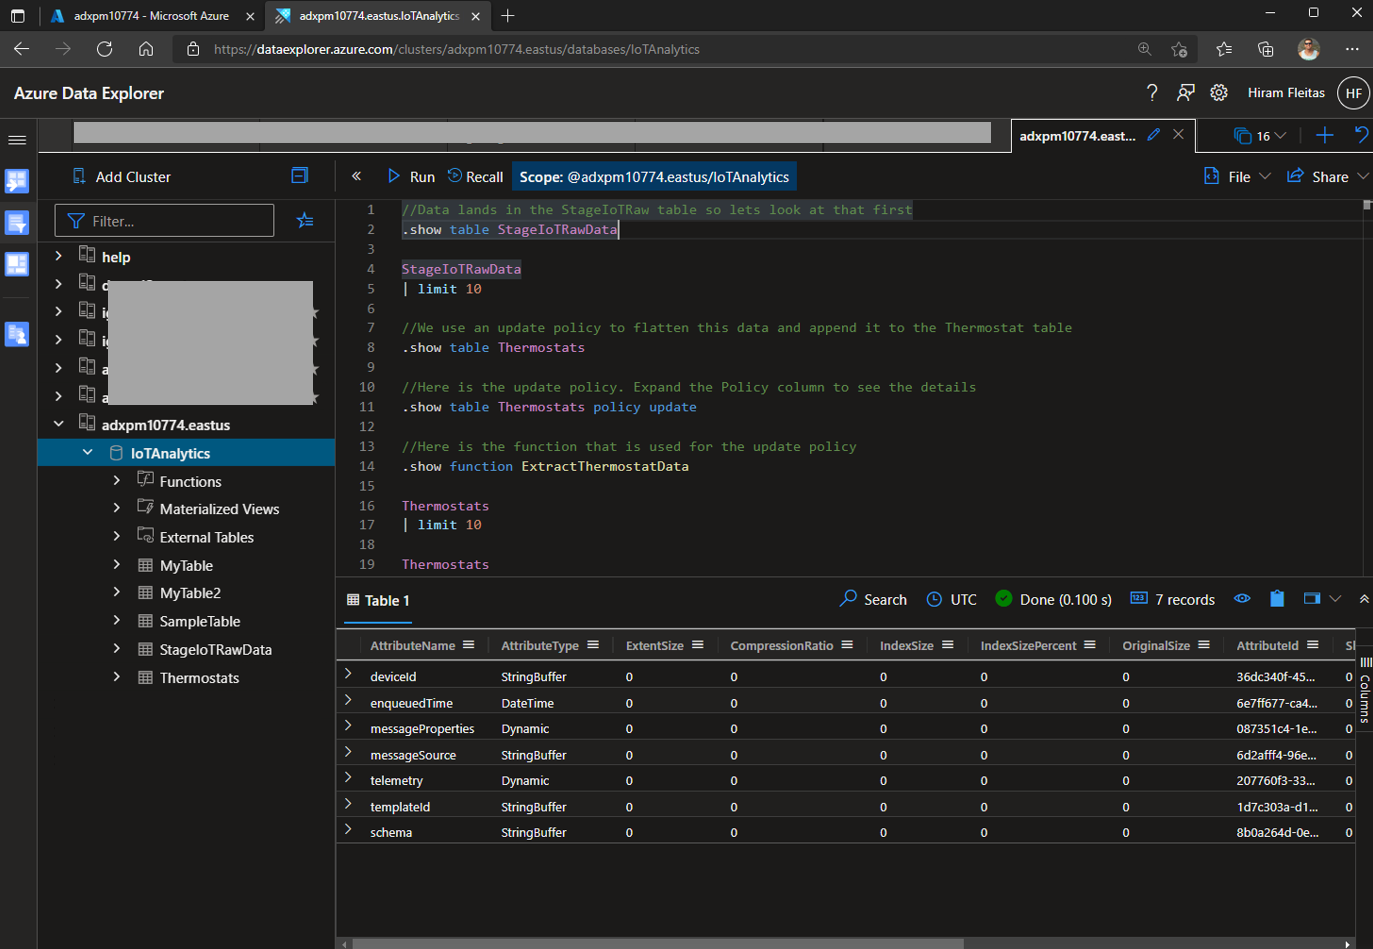 adxpm10774 - Microsoft Azure
adxpm10774.eastus.IoTAnalytics
https://dataexplorer.azure.com/clusters/adxpm10774.eastus/databases/IoTAnalytics
Azure Data Explorer
Hiram Fleitas HF
adxpm10774.east... 16
Add Cluster
Run Recall Scope: @adxpm10774.eastus/IoTAnalytics File Share
Filter...
help
adxpm10774.eastus
IoTAnalytics
Functions
Materialized Views
External Tables
MyTable
MyTable2
SampleTable
StageIoTRawData
Thermostats
1 //Data lands in the StageIoTRaw table so lets look at that first
2 .show table StageIoTRawData
3
4 StageIoTRawData
5 | limit 10
6
7 //We use an update policy to flatten this data and append it to the Thermostat table
8 .show table Thermostats
9
10 //Here is the update policy. Expand the Policy column to see the details
11 .show table Thermostats policy update
12
13 //Here is the function that is used for the update policy
14 .show function ExtractThermostatData
15
16 Thermostats
17 | limit 10
18
19 Thermostats
Table 1 Search UTC Done (0.100 s) 7 records
AttributeName AttributeType ExtentSize CompressionRatio IndexSize IndexSizePercent OriginalSize AttributeId
deviceId StringBuffer 0 0 0 0 0 36dc340f-45... 0
enqueuedTime DateTime 0 0 0 0 0 6e7ff677-ca4... 0
messageProperties Dynamic 0 0 0 0 0 087351c4-1e... 0
messageSource StringBuffer 0 0 0 0 0 6d2afff4-96e... 0
telemetry Dynamic 0 0 0 0 0 207760f3-33... 0
templateId StringBuffer 0 0 0 0 0 1d7c303a-d1... 0
schema StringBuffer 0 0 0 0 0 8b0a264d-0e... 0
Columns